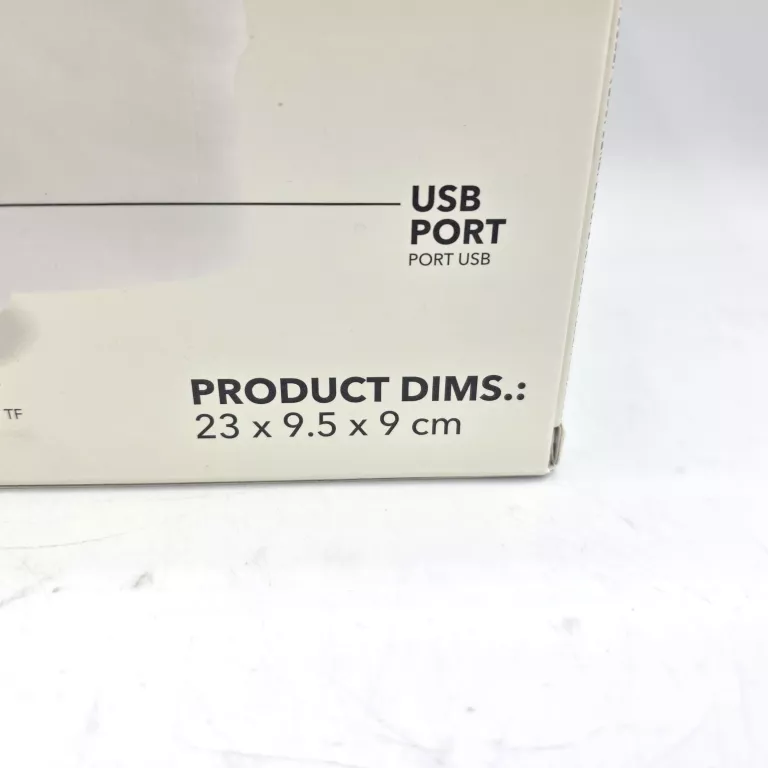 USB
PORT
PORT USB
TF
PRODUCT DIMS.:
23 x 9.5 x 9 cm